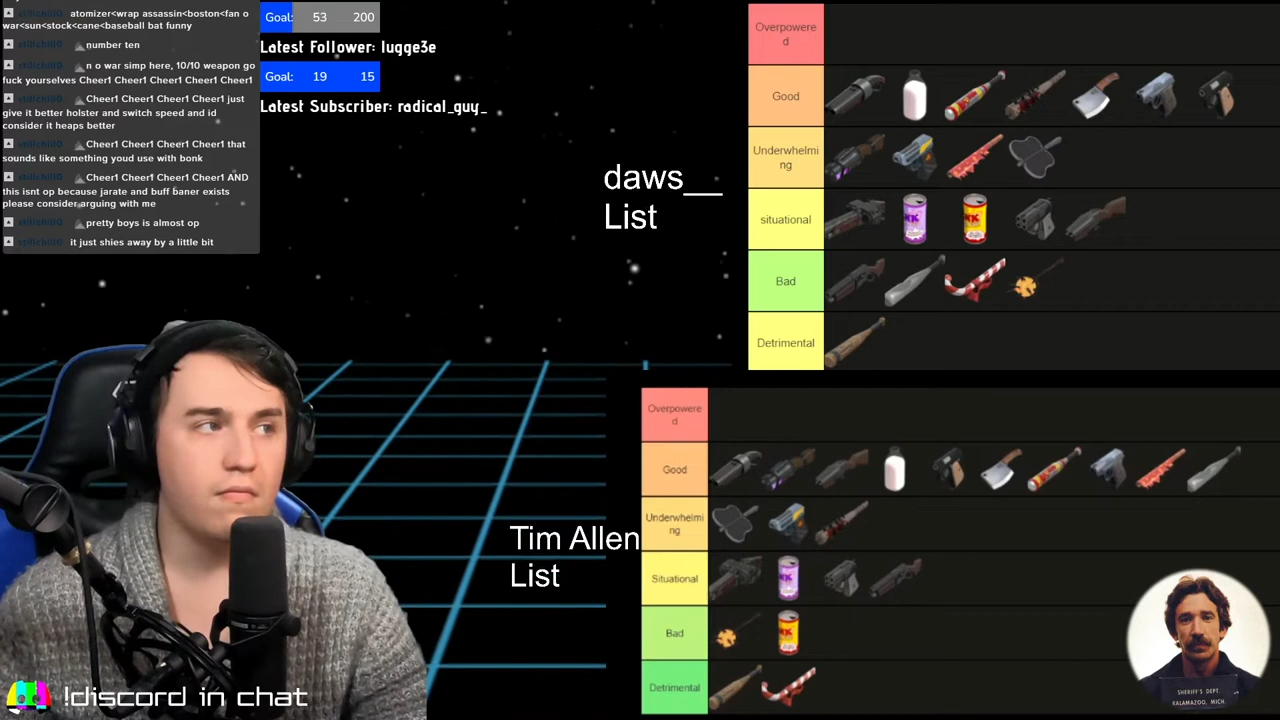 atomizer<wrap assassin<boston<fan o
war<sun<stock<cane<baseball bat funny
number ten
n o war simp here, 10/10 weapon go
fuck yourselves Cheer1 Cheer1 Cheer1 Cheer1 Cheer1
Cheer1 Cheer1 Cheer1 Cheer1 just
give it better holster and switch speed and id
consider it heaps better
Cheer1 Cheer1 Cheer1 Cheer1 that
sounds like something youd use with bonk
Cheer1 Cheer1 Cheer1 Cheer1 AND
this isnt op because jarate and buff baner exists
please consider arguing with me
pretty boys is almost op
it just shies away by a little bit
Goal: 53 200
Latest Follower: lugge3e
Goal: 19 15
Latest Subscriber: radical_guy_
daws__
List
Overpowere
d
Good
Underwhelmi
ng
situational
Bad
Detrimental
Tim Allen
List
Overpowere
d
Good
Underwhelmi
ng
Situational
Bad
Detrimental
SHERIFF'S DEPT.
KALAMAZOO, MICH.
!discord in chat